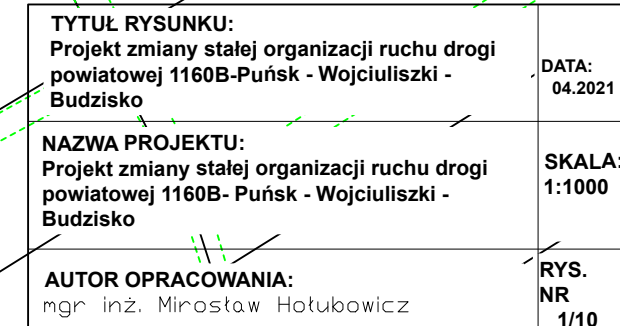 TYTUŁ RYSUNKU:
Projekt zmiany stałej organizacji ruchu drogi
powiatowej 1160B-Puńsk - Wojciuliszki -
Budzisko
DATA:
04.2021
NAZWA PROJEKTU:
Projekt zmiany stałej organizacji ruchu drogi
powiatowej 1160B- Puńsk - Wojciuliszki -
Budzisko
SKALA:
1:1000
AUTOR OPRACOWANIA:
mgr inż. Mirosław Hołubowicz
RYS.
NR
1/10